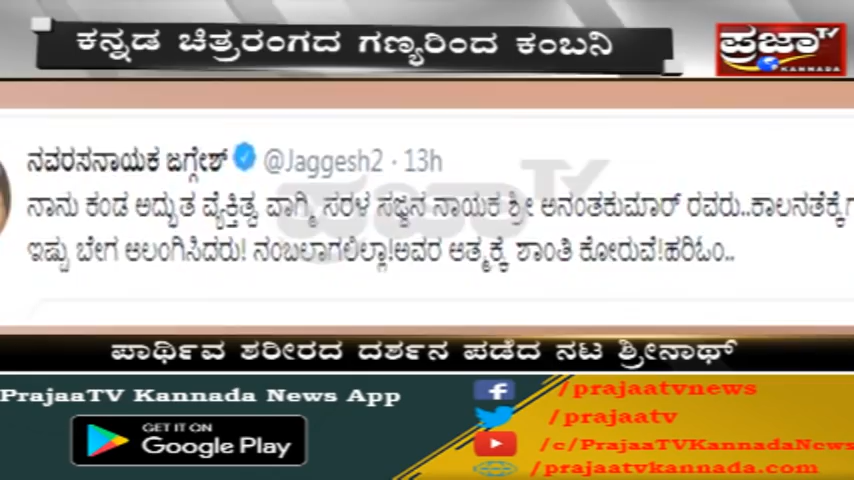 ಕನ್ನಡ ಚಿತ್ರರಂಗದ ಗಣ್ಯರಿಂದ ಕಂಬನಿ
ಪ್ರಜಾ TV
KANNADA
ನವರಸನಾಯಕ ಜಗ್ಗೇಶ್ @Jaggesh2 · 13h
ನಾನು ಕಂಡ ಅದ್ಭುತ ವ್ಯೆಕ್ತಿತ್ವ ವಾಗ್ಮಿ ಸರಳ ಸಜ್ಜನ ನಾಯಕ ಶ್ರೀ ಅನಂತಕುಮಾರ್ ರವರು..ಕಾಲನತೆಕ್ಕೆಗ
ಇಷ್ಟು ಬೇಗ ಆಲಂಗಿಸಿದರು! ನಂಬಲಾಗಲಿಲ್ಲಾ!ಅವರ ಆತ್ಮಕ್ಕೆ ಶಾಂತಿ ಕೋರುವೆ!ಹರಿಓಂ..
ಪ್ರಜಾ TV
ಪಾರ್ಥಿವ ಶರೀರದ ದರ್ಶನ ಪಡೆದ ನಟ ಶ್ರೀನಾಥ್
PrajaaTV Kannada News App
GET IT ON
Google Play
/prajaatvnews
/prajaatv
/c/PrajaaTVKannadaNews
/prajaatvkannada.com